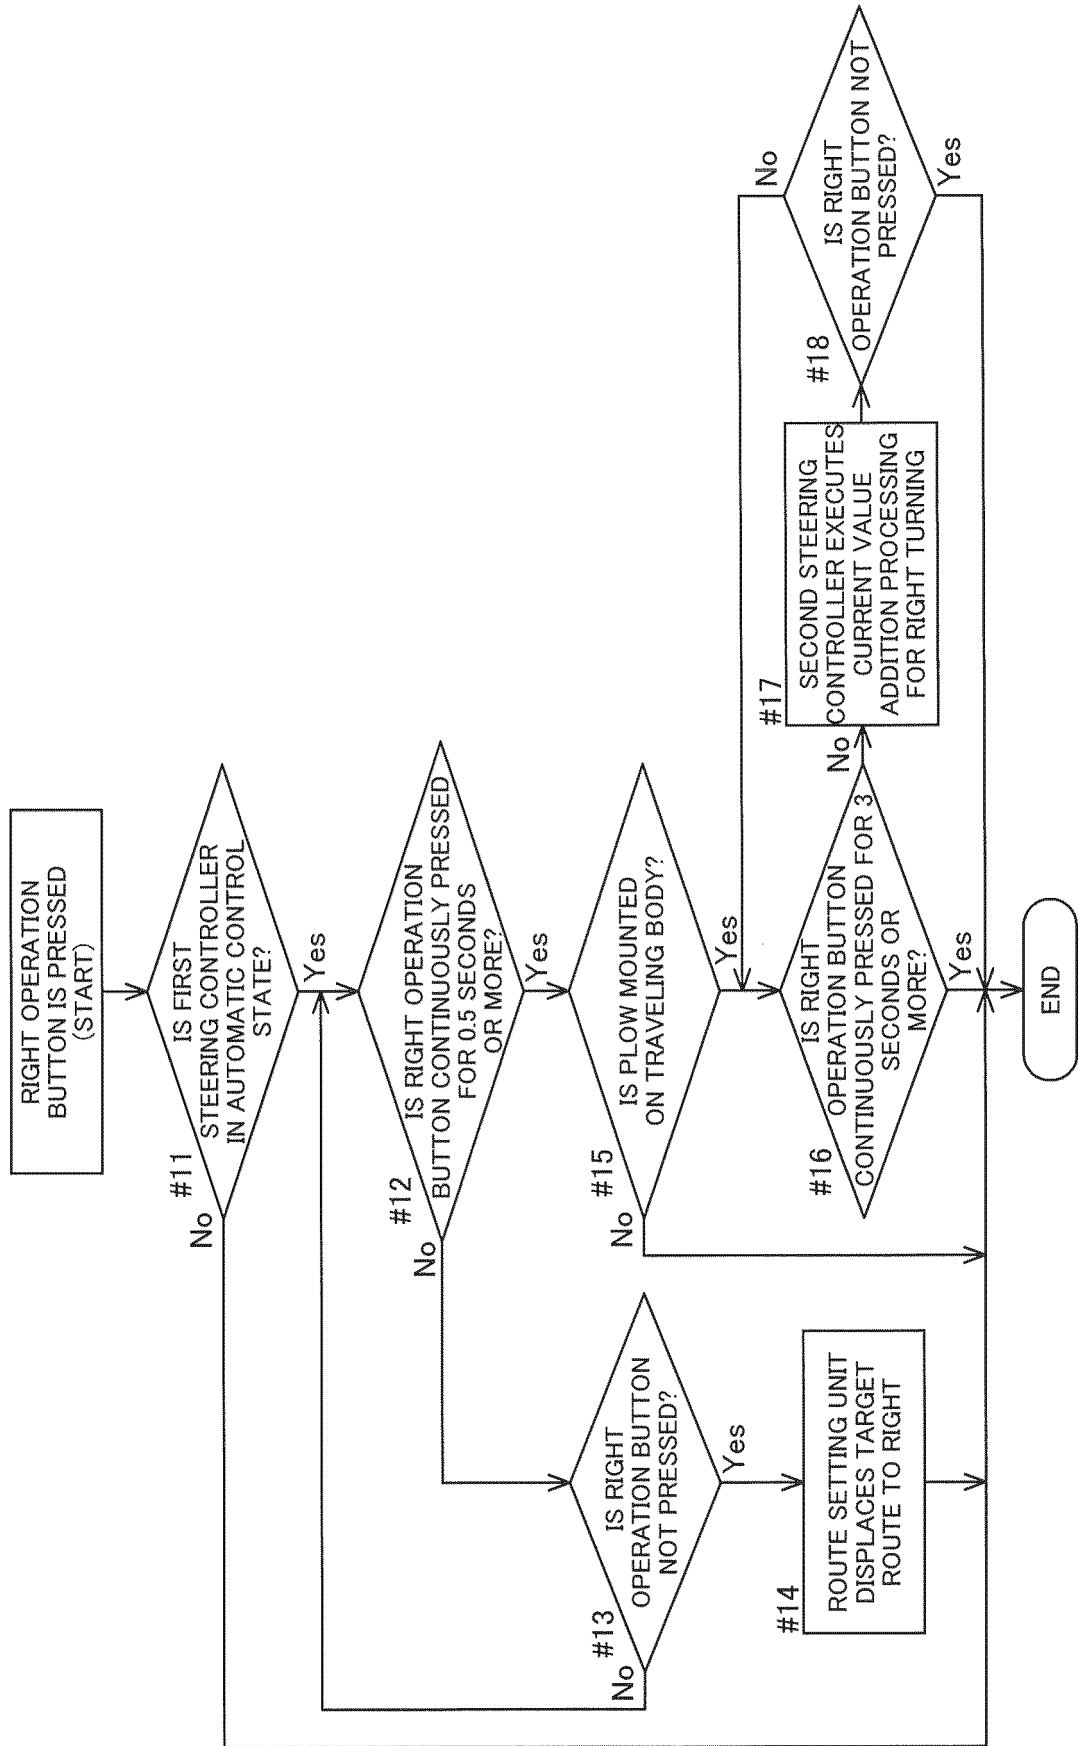 RIGHT OPERATION
BUTTON IS PRESSED
(START)
#11
IS FIRST
STEERING CONTROLLER
IN AUTOMATIC CONTROL
STATE?
No
Yes
#12
IS RIGHT OPERATION
BUTTON CONTINUOUSLY PRESSED
FOR 0.5 SECONDS
OR MORE?
No
Yes
#13
IS RIGHT
OPERATION BUTTON
NOT PRESSED?
No
Yes
#14
ROUTE SETTING UNIT
DISPLACES TARGET
ROUTE TO RIGHT
#15
IS PLOW MOUNTED
ON TRAVELING BODY?
No
Yes
#16
IS RIGHT
OPERATION BUTTON
CONTINUOUSLY PRESSED FOR 3
SECONDS OR
MORE?
No
Yes
#17
SECOND STEERING
CONTROLLER EXECUTES
CURRENT VALUE
ADDITION PROCESSING
FOR RIGHT TURNING
#18
IS RIGHT
OPERATION BUTTON NOT
PRESSED?
No
Yes
END